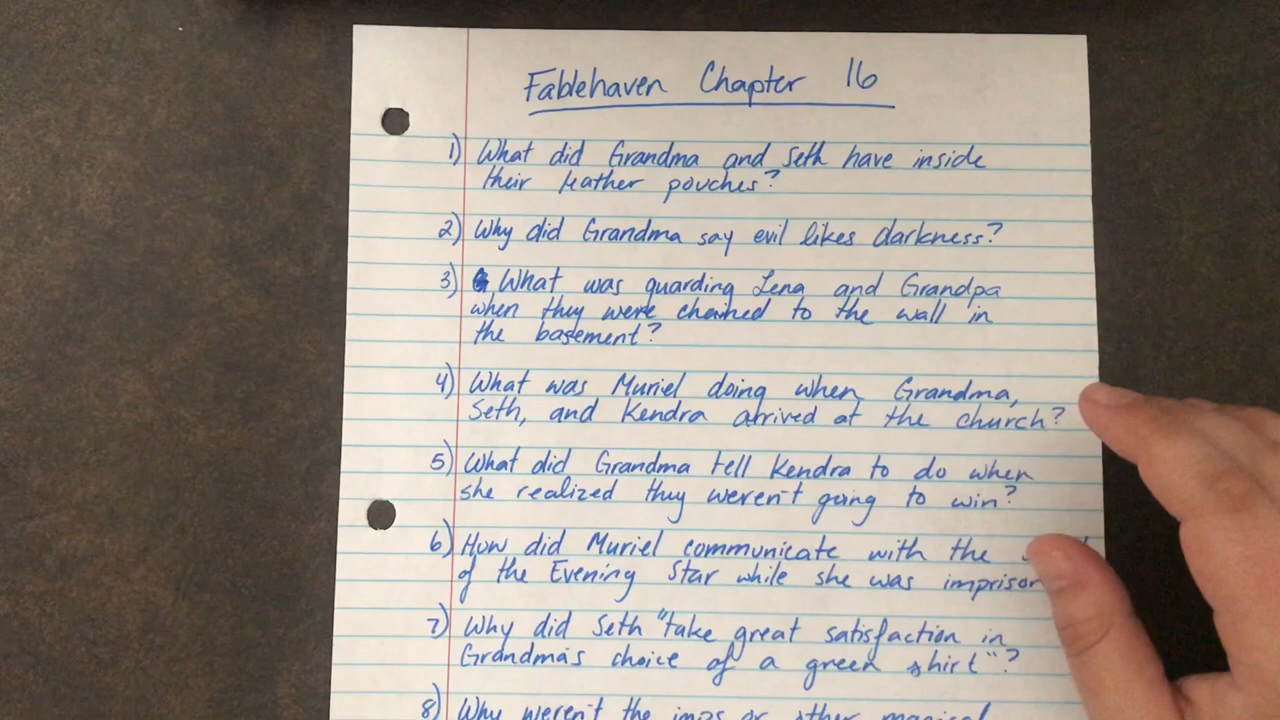 Fablehaven Chapter 16
1) What did Grandma and Seth have inside
their leather pouches?
2) Why did Grandma say evil likes darkness?
3) What was guarding Lena and Grandpa
when they were chained to the wall in
the basement?
4) What was Muriel doing when Grandma,
Seth, and Kendra arrived at the church?
5) What did Grandma tell Kendra to do when
she realized they weren't going to win?
6) How did Muriel communicate with the
of the Evening Star while she was imprison
7) Why did Seth "take great satisfaction in
Grandma's choice of a green shirt"?
8) Why weren't the imps or other magical